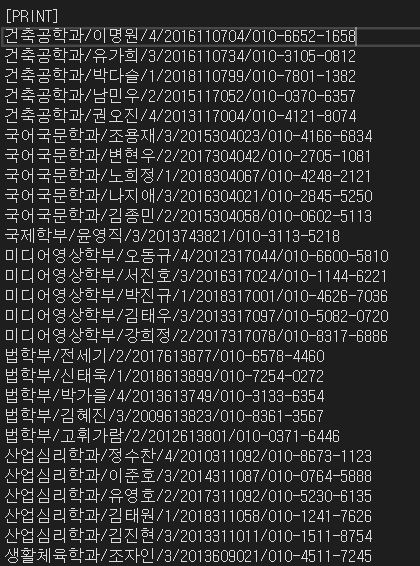 [PRINT]
건축공학과/이명원/4/2016110704/010-6652-1658
건축공학과/유가희/3/2016110734/010-3105-0812
건축공학과/박다슬/1/2018110799/010-7801-1382
건축공학과/남민우/2/2015117052/010-0370-6357
건축공학과/권오진/4/2013117004/010-4121-8074
국어국문학과/조용재/3/2015304023/010-4166-6834
국어국문학과/변현우/2/2017304042/010-2705-1081
국어국문학과/노희정/1/2018304067/010-4248-2121
국어국문학과/나지애/3/2016304021/010-2845-5250
국어국문학과/김종민/2/2015304058/010-0602-5113
국제학부/윤영직/3/2013743821/010-3113-5218
미디어영상학부/오동규/4/2012317044/010-6600-5810
미디어영상학부/서진호/3/2016317024/010-1144-6221
미디어영상학부/박진규/1/2018317001/010-4626-7036
미디어영상학부/김태우/3/2013317097/010-5082-0720
미디어영상학부/강희정/2/2017317078/010-8317-6886
법학부/전세기/2/2017613877/010-6578-4460
법학부/신태욱/1/2018613899/010-7254-0272
법학부/박가을/4/2013613749/010-3133-6354
법학부/김혜진/3/2009613823/010-8361-3567
법학부/고휘가람/2/2012613801/010-0371-6446
산업심리학과/정수찬/4/2010311092/010-8673-1123
산업심리학과/이준호/3/2014311087/010-0764-5888
산업심리학과/유영호/2/2017311092/010-5230-6135
산업심리학과/김태원/1/2018311058/010-1241-7626
산업심리학과/김진현/3/2013311011/010-1511-8754
생활체육학과/조자인/3/2013609021/010-4511-7245